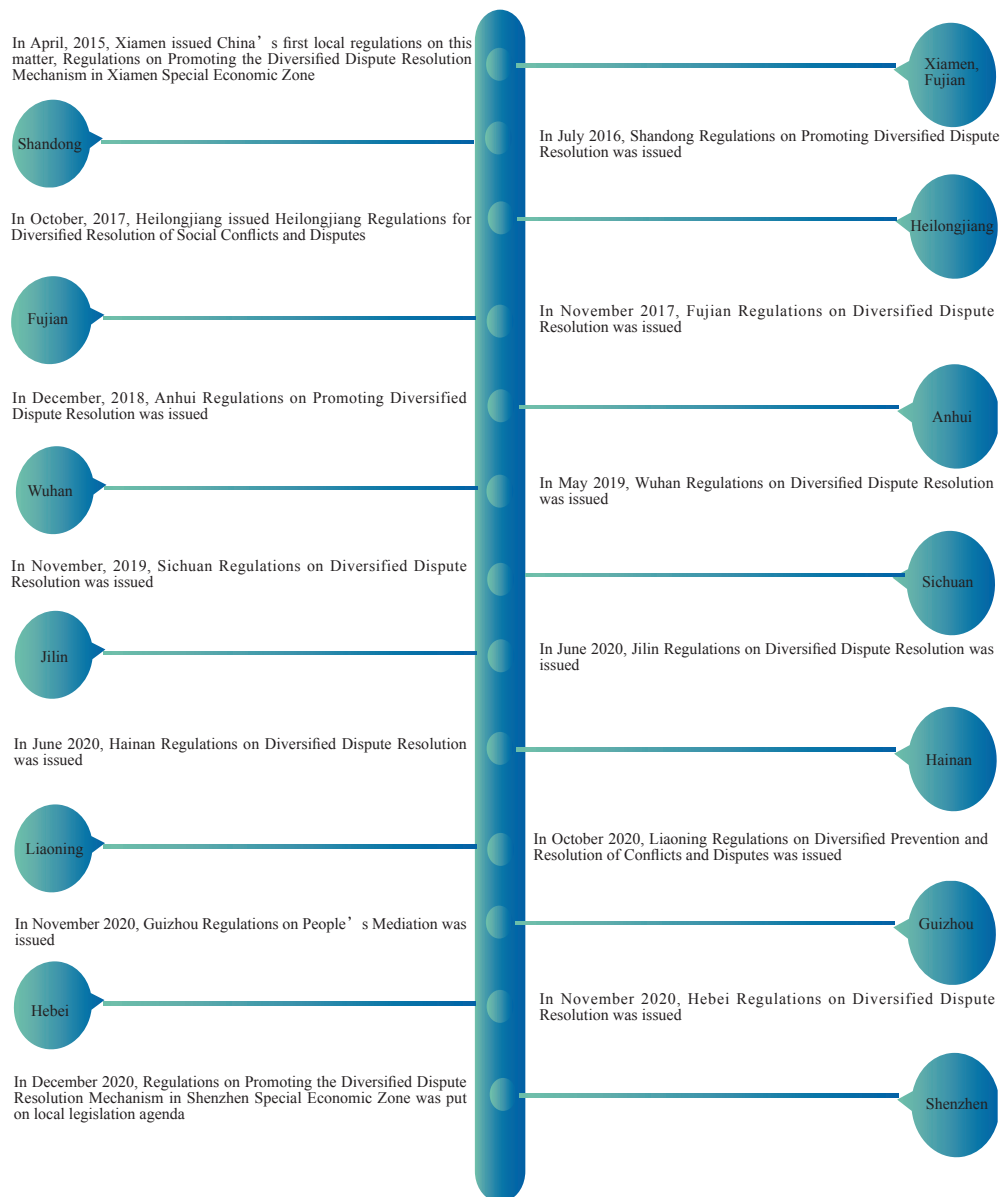 In April, 2015, Xiamen issued China’s first local regulations on this
matter, Regulations on Promoting the Diversified Dispute Resolution
Mechanism in Xiamen Special Economic Zone
Xiamen,
Fujian
Shandong
In July 2016, Shandong Regulations on Promoting Diversified Dispute
Resolution was issued
In October, 2017, Heilongjiang issued Heilongjiang Regulations for
Diversified Resolution of Social Conflicts and Disputes
Heilongjiang
Fujian
In November 2017, Fujian Regulations on Diversified Dispute
Resolution was issued
In December, 2018, Anhui Regulations on Promoting Diversified
Dispute Resolution was issued
Anhui
Wuhan
In May 2019, Wuhan Regulations on Diversified Dispute Resolution
was issued
In November, 2019, Sichuan Regulations on Diversified Dispute
Resolution was issued
Sichuan
Jilin
In June 2020, Jilin Regulations on Diversified Dispute Resolution was
issued
In June 2020, Hainan Regulations on Diversified Dispute Resolution
was issued
Hainan
Liaoning
In October 2020, Liaoning Regulations on Diversified Prevention and
Resolution of Conflicts and Disputes was issued
In November 2020, Guizhou Regulations on People’s Mediation was
issued
Guizhou
Hebei
In November 2020, Hebei Regulations on Diversified Dispute
Resolution was issued
In December 2020, Regulations on Promoting the Diversified Dispute
Resolution Mechanism in Shenzhen Special Economic Zone was put
on local legislation agenda
Shenzhen